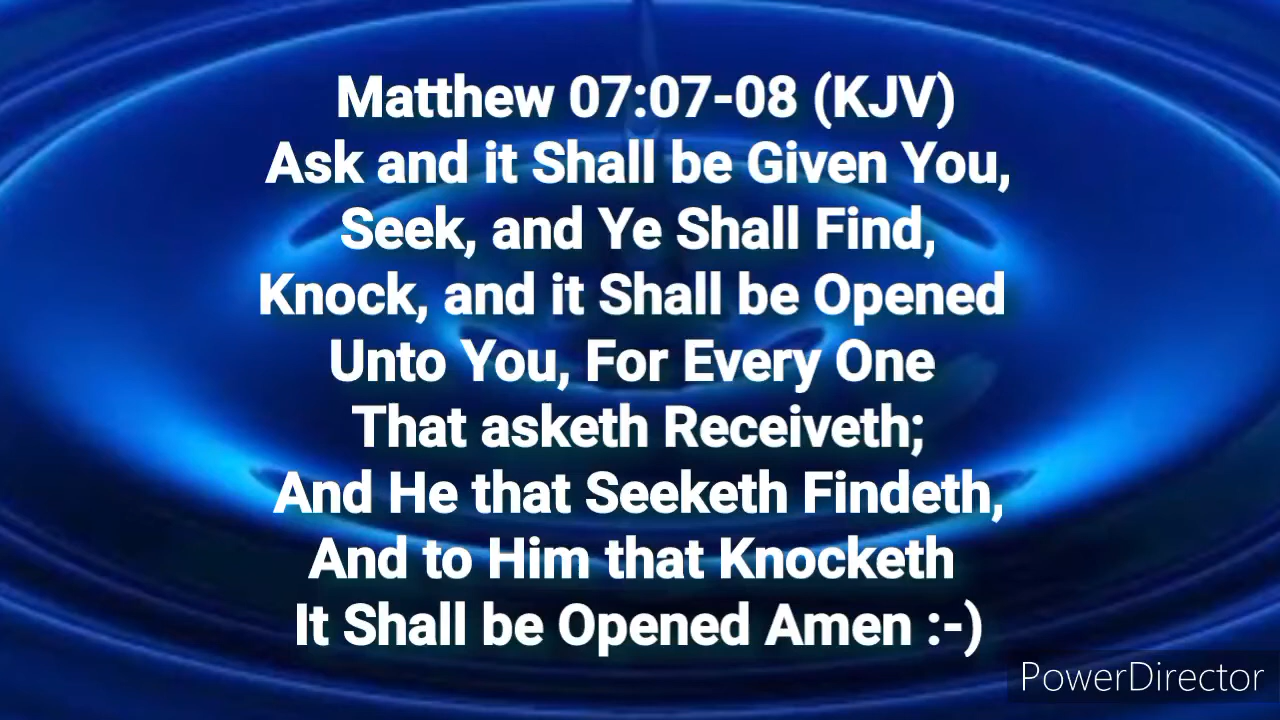 Matthew 07:07-08 (KJV)
Ask and it Shall be Given You,
Seek, and Ye Shall Find,
Knock, and it Shall be Opened
Unto You, For Every One
That asketh Receiveth;
And He that Seeketh Findeth,
And to Him that Knocketh
It Shall be Opened Amen :-)
PowerDirector